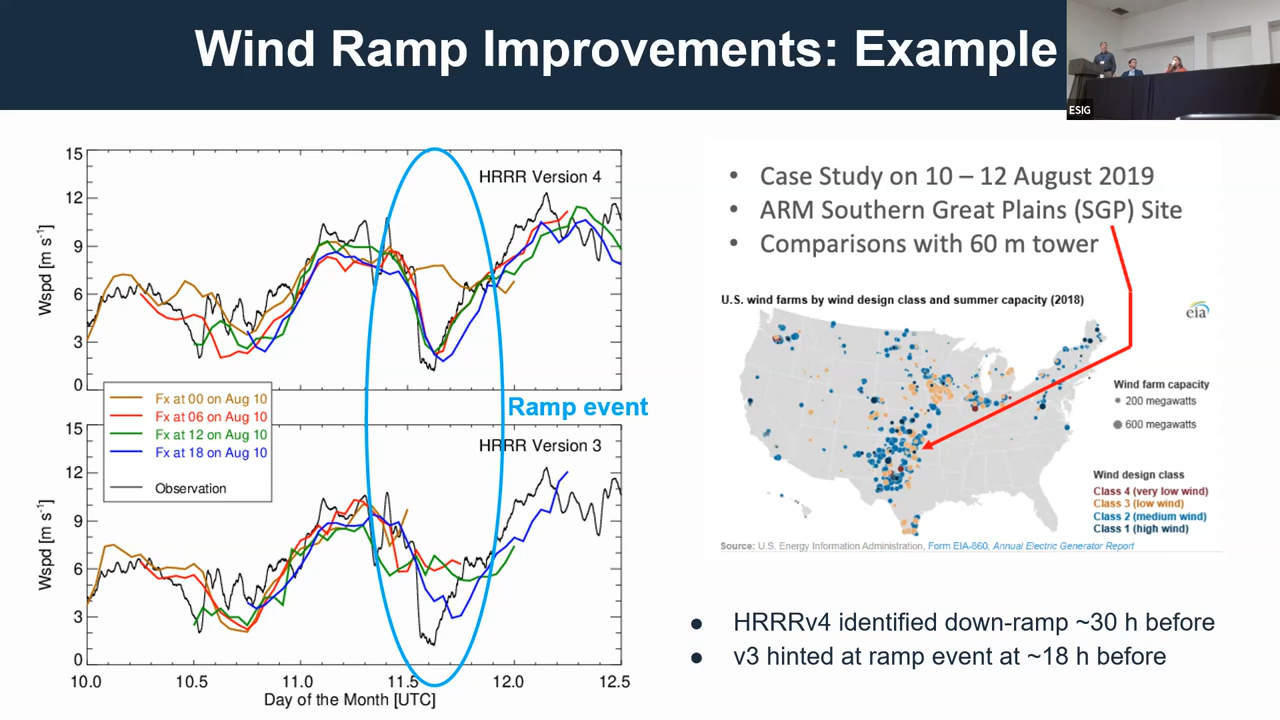 Wind Ramp Improvements: Example
ESIG
15
12
9
6
3
0
Wspd [m s⁻¹]
HRRR Version 4
Fx at 00 on Aug 10
Fx at 06 on Aug 10
Fx at 12 on Aug 10
Fx at 18 on Aug 10
Observation
Ramp event
15
12
9
6
3
0
Wspd [m s⁻¹]
HRRR Version 3
10.0 10.5 11.0 11.5 12.0 12.5
Day of the Month [UTC]
• Case Study on 10 – 12 August 2019
• ARM Southern Great Plains (SGP) Site
• Comparisons with 60 m tower
U.S. wind farms by wind design class and summer capacity (2018)
eia
Wind farm capacity
200 megawatts
600 megawatts
Wind design class
Class 4 (very low wind)
Class 3 (low wind)
Class 2 (medium wind)
Class 1 (high wind)
Source: U.S. Energy Information Administration, Form EIA-860, Annual Electric Generator Report
● HRRRv4 identified down-ramp ~30 h before
● v3 hinted at ramp event at ~18 h before